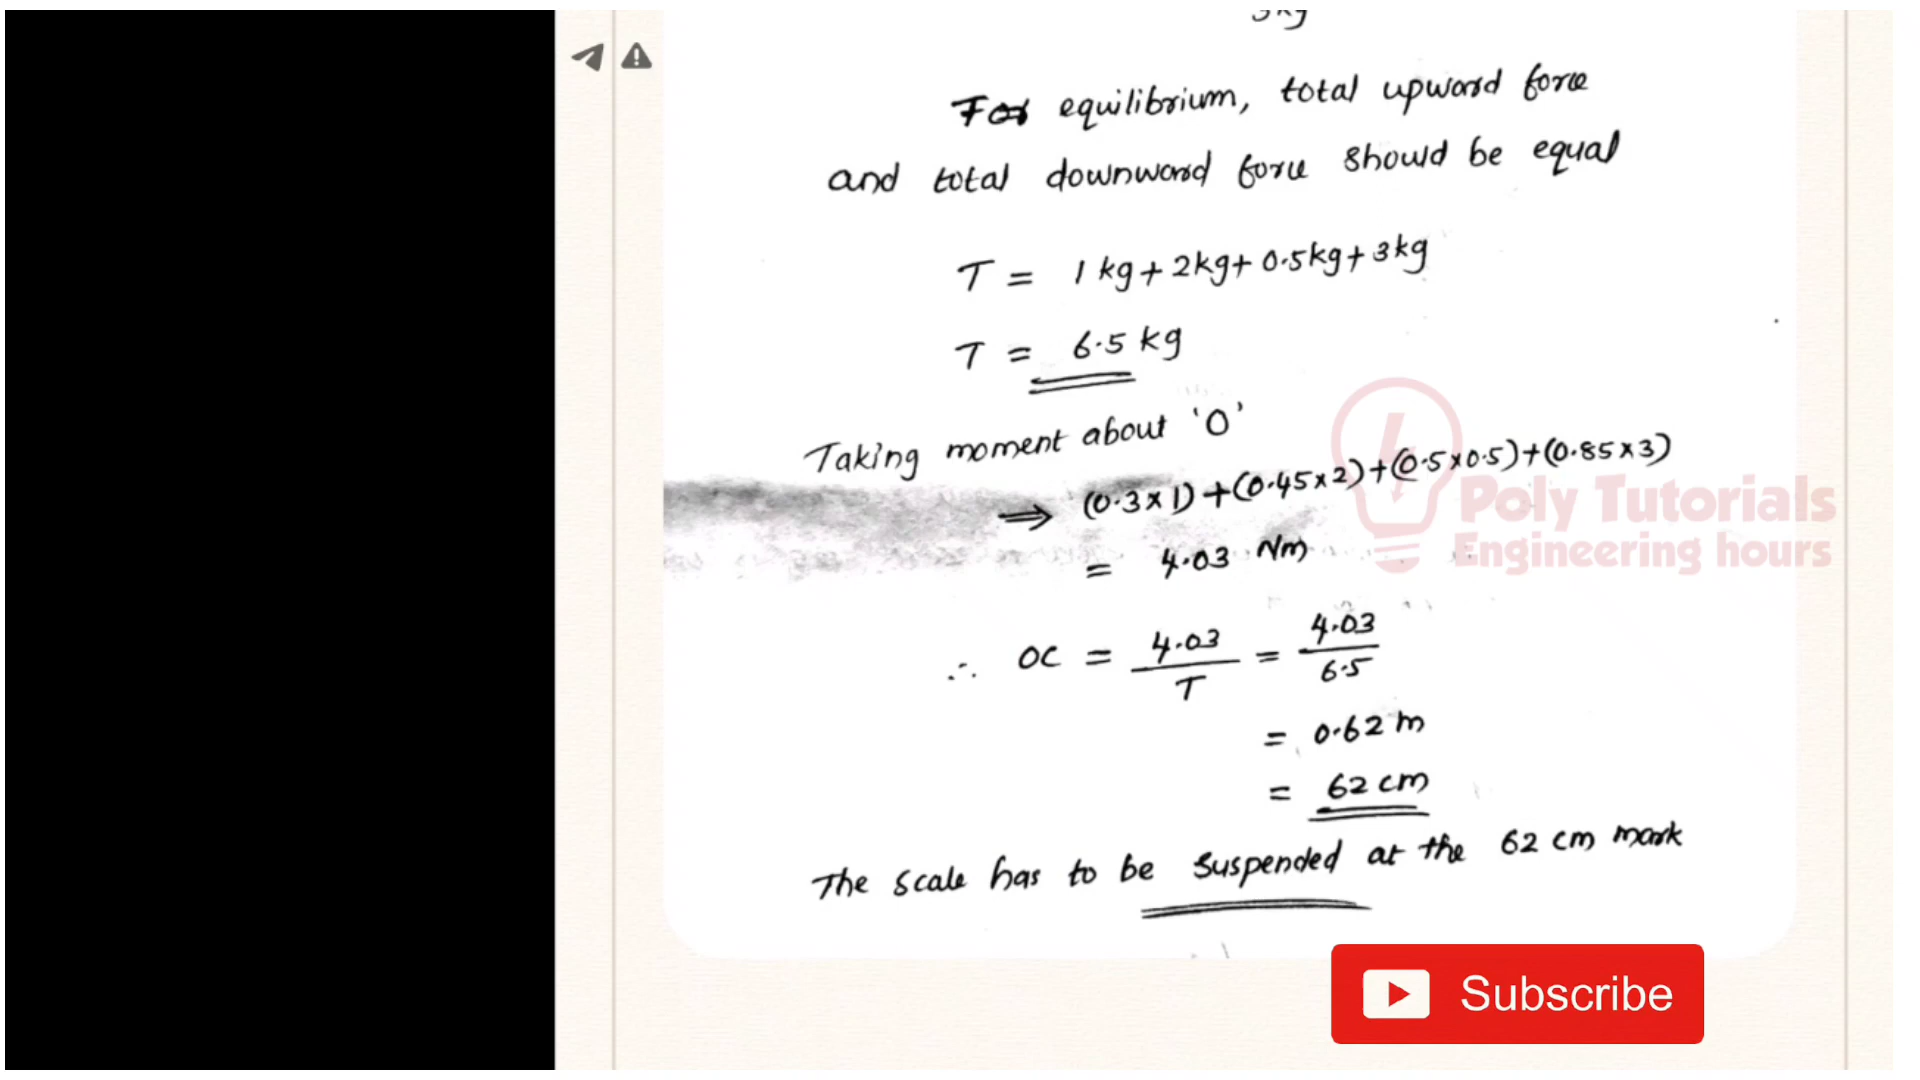 3kg
For equilibrium, total upward force
and total downward force should be equal
T = 1 kg + 2kg + 0.5kg + 3kg
T = 6.5 kg
Taking moment about 'O'
⇒ (0.3 x 1) + (0.45 x 2) + (0.5 x 0.5) + (0.85 x 3)
= 4.03 Nm
Poly Tutorials
Engineering hours
∴ OC = 4.03 / T = 4.03 / 6.5
= 0.62 m
= 62 cm
The scale has to be suspended at the 62 cm mark
Subscribe